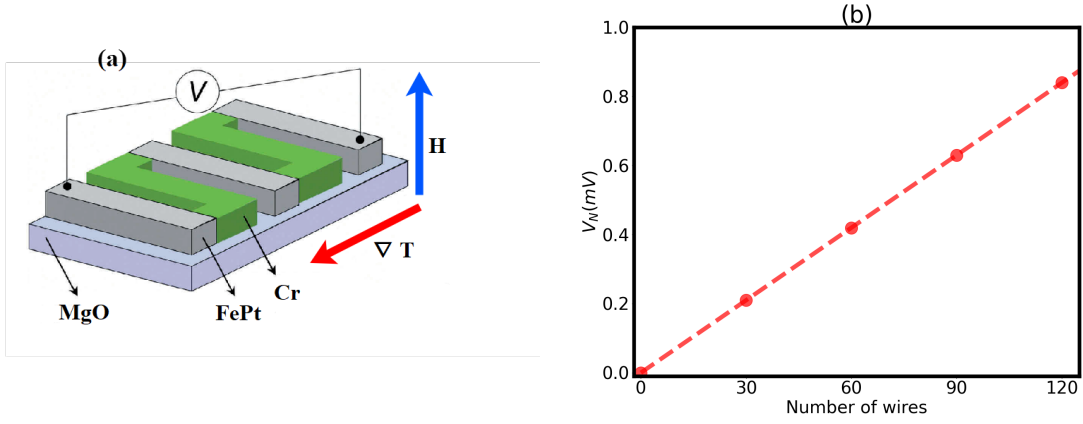 (a)
V
H
∇ T
Cr
FePt
MgO
(b)
V_N(mV)
1.0
0.8
0.6
0.4
0.2
0.0
0 30 60 90 120
Number of wires